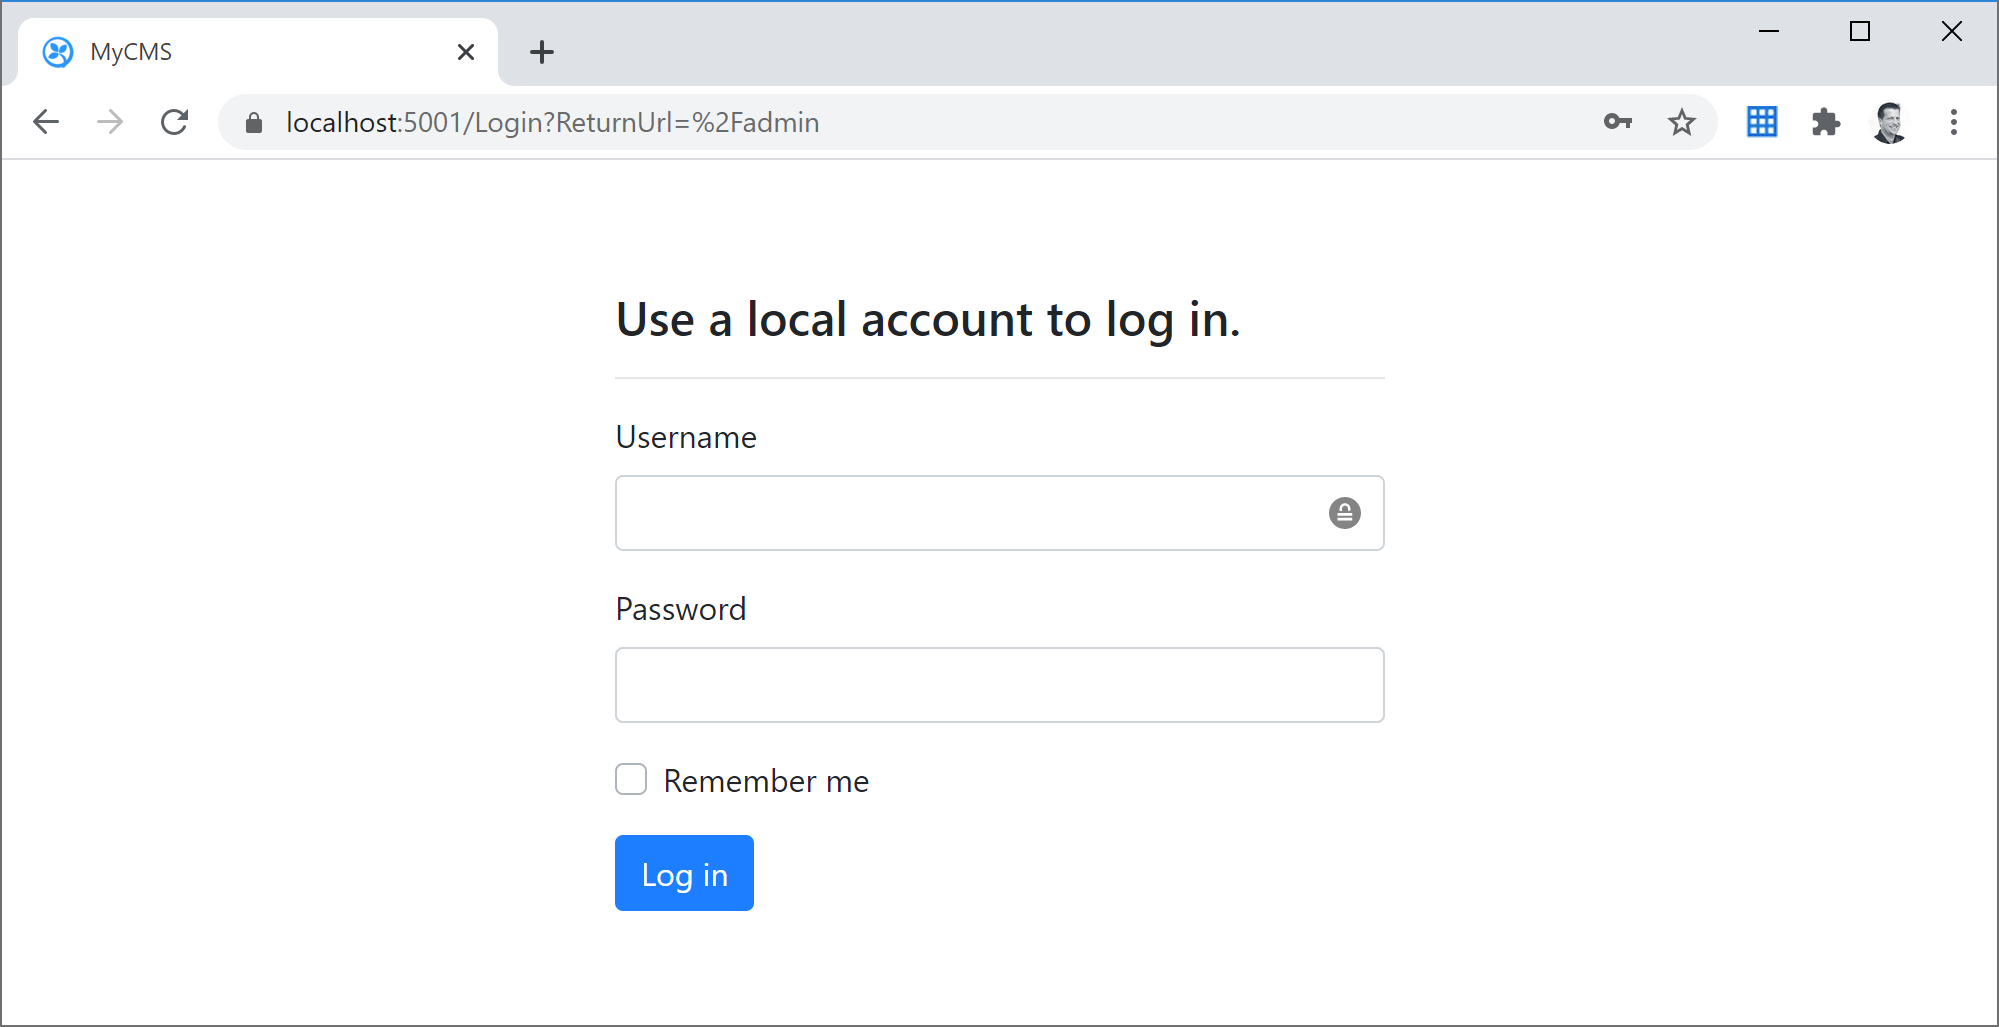 MyCMS
localhost:5001/Login?ReturnUrl=%2Fadmin
Use a local account to log in.
Username
Password
Remember me
Log in